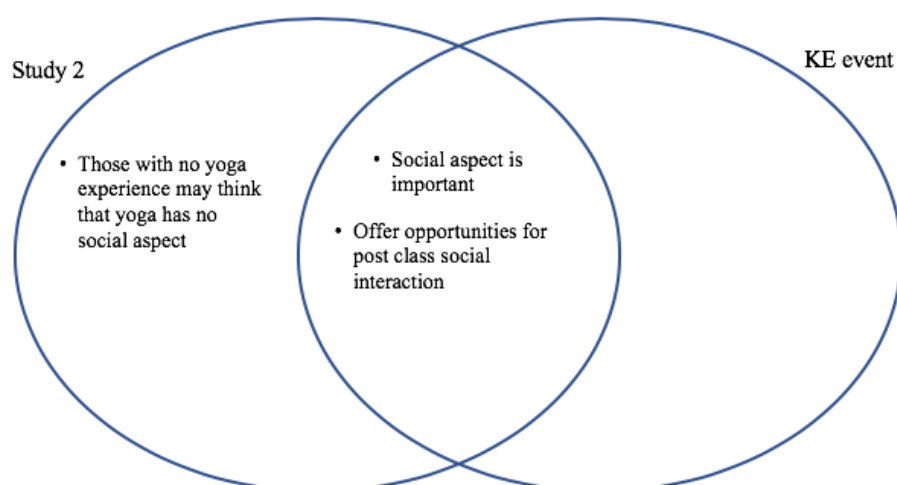 Study 2
KE event
• Those with no yoga
experience may think
that yoga has no
social aspect
• Social aspect is
important
• Offer opportunities for
post class social
interaction